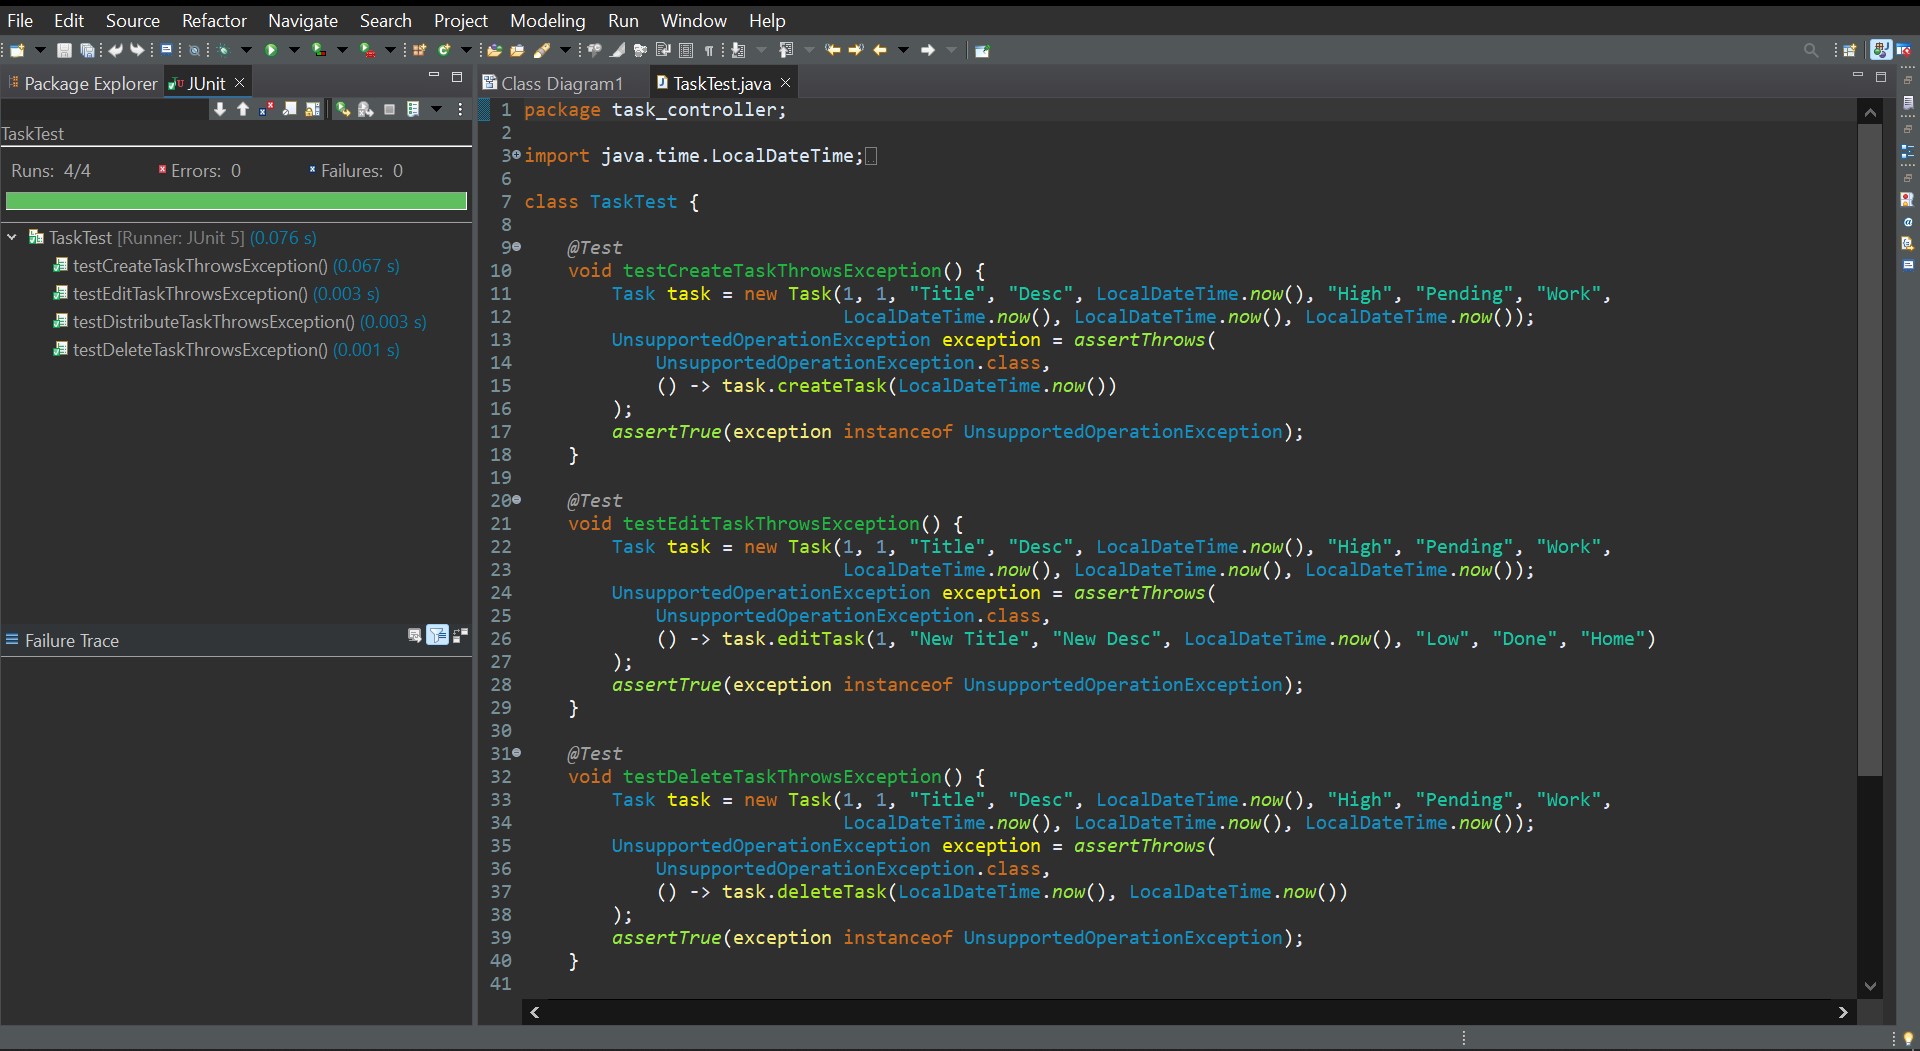 File Edit Source Refactor Navigate Search Project Modeling Run Window Help
Package Explorer JUnit
TaskTest
Runs: 4/4 Errors: 0 Failures: 0
TaskTest [Runner: JUnit 5] (0.076 s)
testCreateTaskThrowsException() (0.067 s)
testEditTaskThrowsException() (0.003 s)
testDistributeTaskThrowsException() (0.003 s)
testDeleteTaskThrowsException() (0.001 s)
Failure Trace
Class Diagram1 TaskTest.java
1 package task_controller;
2
3 import java.time.LocalDateTime;
6
7 class TaskTest {
8
9 @Test
10 void testCreateTaskThrowsException() {
11 Task task = new Task(1, 1, "Title", "Desc", LocalDateTime.now(), "High", "Pending", "Work",
12 LocalDateTime.now(), LocalDateTime.now(), LocalDateTime.now());
13 UnsupportedOperationException exception = assertThrows(
14 UnsupportedOperationException.class,
15 () -> task.createTask(LocalDateTime.now())
16 );
17 assertTrue(exception instanceof UnsupportedOperationException);
18 }
19
20 @Test
21 void testEditTaskThrowsException() {
22 Task task = new Task(1, 1, "Title", "Desc", LocalDateTime.now(), "High", "Pending", "Work",
23 LocalDateTime.now(), LocalDateTime.now(), LocalDateTime.now());
24 UnsupportedOperationException exception = assertThrows(
25 UnsupportedOperationException.class,
26 () -> task.editTask(1, "New Title", "New Desc", LocalDateTime.now(), "Low", "Done", "Home")
27 );
28 assertTrue(exception instanceof UnsupportedOperationException);
29 }
30
31 @Test
32 void testDeleteTaskThrowsException() {
33 Task task = new Task(1, 1, "Title", "Desc", LocalDateTime.now(), "High", "Pending", "Work",
34 LocalDateTime.now(), LocalDateTime.now(), LocalDateTime.now());
35 UnsupportedOperationException exception = assertThrows(
36 UnsupportedOperationException.class,
37 () -> task.deleteTask(LocalDateTime.now(), LocalDateTime.now())
38 );
39 assertTrue(exception instanceof UnsupportedOperationException);
40 }
41